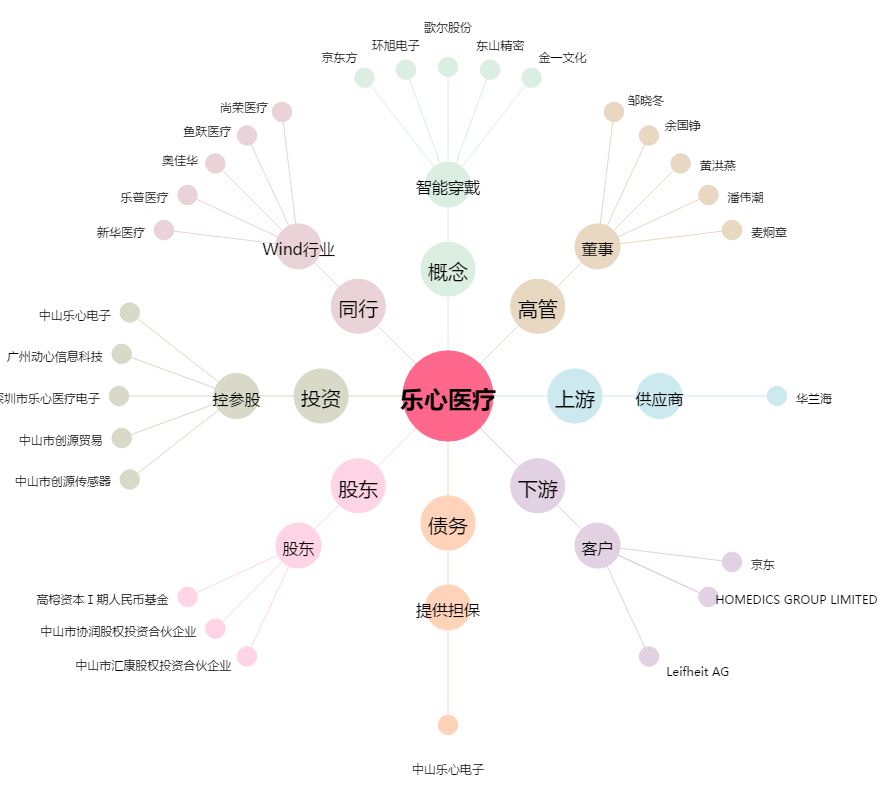 歌尔股份
环旭电子
东山精密
京东方
金一文化
尚荣医疗
邹晓冬
鱼跃医疗
余国铮
奥佳华
黄洪燕
智能穿戴
乐普医疗
潘伟潮
新华医疗
麦炯章
Wind行业
董事
概念
同行
高管
中山乐心电子
广州动心信息科技
深圳市乐心医疗电子
控参股
投资
乐心医疗
上游
供应商
华兰海
中山市创源贸易
中山市创源传感器
股东
下游
债务
股东
客户
京东
高榕资本Ⅰ期人民币基金
HOMEDICS GROUP LIMITED
提供担保
中山市协润股权投资合伙企业
中山市汇康股权投资合伙企业
Leifheit AG
中山乐心电子